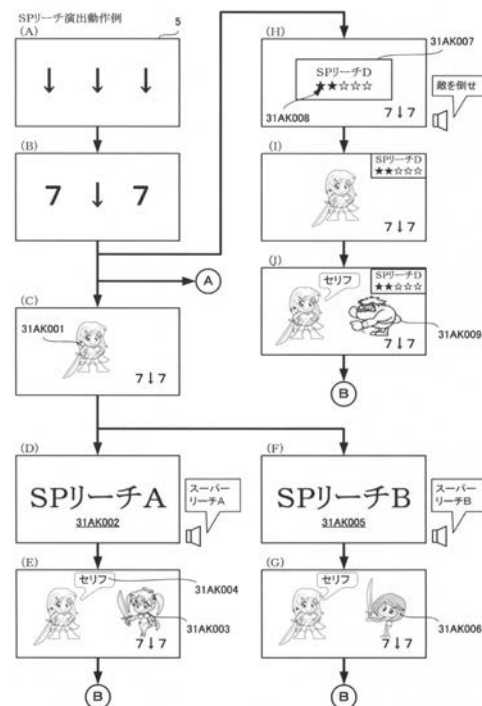 SPリーチ演出動作例
(A)
5
↓ ↓ ↓
(B)
7 ↓ 7
A
(C)
31AK001
7↓7
(D)
SPリーチA
31AK002
スーパー
リーチA
(E)
セリフ
31AK004
31AK003
7↓7
B
(F)
SPリーチB
31AK005
スーパー
リーチB
(G)
セリフ
31AK006
7↓7
B
(H)
31AK007
SPリーチD
★★☆☆☆
31AK008
7↓7
敵を倒せ
(I)
SPリーチD
★★☆☆☆
7↓7
(J)
セリフ
SPリーチD
★★☆☆☆
31AK009
7↓7
B